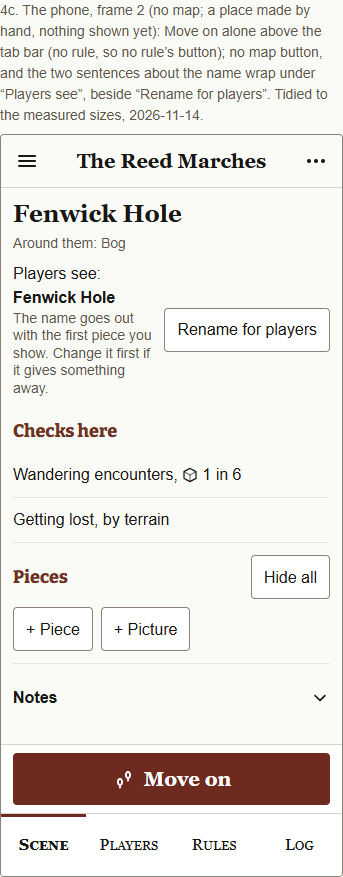 4c. The phone, frame 2 (no map; a place made by
hand, nothing shown yet): Move on alone above the
tab bar (no rule, so no rule’s button); no map button,
and the two sentences about the name wrap under
“Players see”, beside “Rename for players”. Tidied to
the measured sizes, 2026-11-14.
The Reed Marches
Fenwick Hole
Around them: Bog
Players see:
Fenwick Hole
The name goes out
with the first piece you
show. Change it first if
it gives something
away.
Rename for players
Checks here
Wandering encounters, 1 in 6
Getting lost, by terrain
Pieces
Hide all
+ Piece
+ Picture
Notes
Move on
Scene
Players
Rules
Log